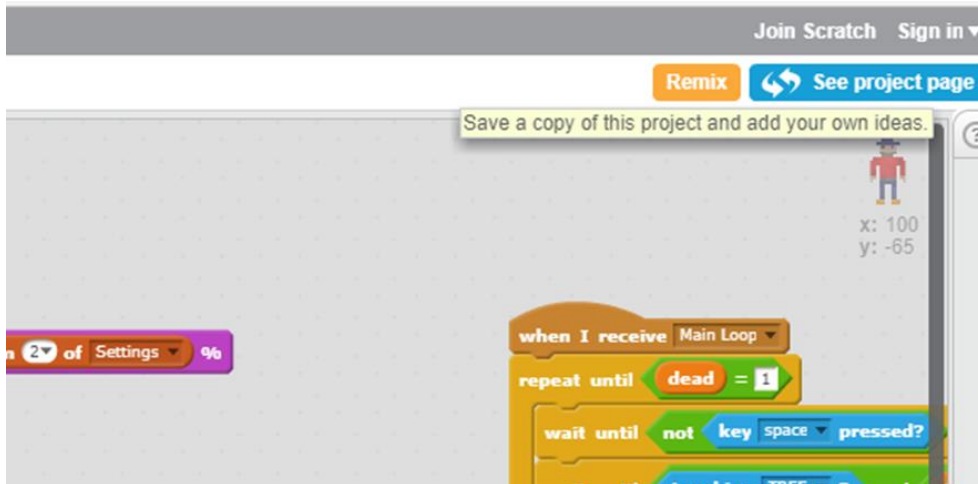 Join Scratch Sign in
Remix See project page
Save a copy of this project and add your own ideas.
x: 100
y: -65
when I receive Main Loop
2 of Settings %
repeat until dead = 1
wait until not key space pressed?